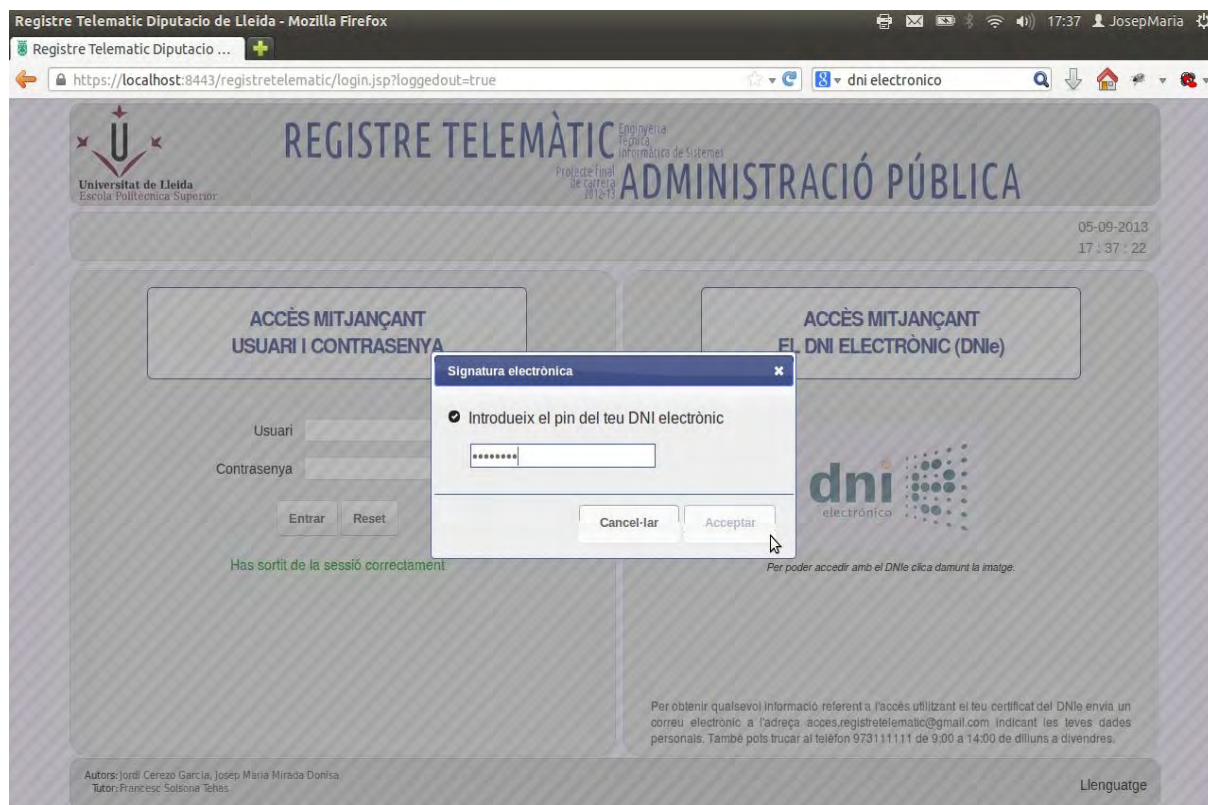 Registre Telematic Diputacio de Lleida - Mozilla Firefox
17:37 JosepMaria
Registre Telematic Diputacio ...
https://localhost:8443/registretelematic/login.jsp?loggedout=true
8 dni electronico
Universitat de Lleida
Escola Politècnica Superior
REGISTRE TELEMÀTIC
Enginyeria
Tècnica
Informàtica de Sistemes
Projecte Final
de carrera
2012-13
ADMINISTRACIÓ PÚBLICA
05-09-2013
17 : 37 : 22
ACCÈS MITJANÇANT
USUARI I CONTRASENYA
Usuari
Contrasenya
Entrar Reset
Has sortit de la sessió correctament
Signatura electrònica
Introdueix el pin del teu DNI electrònic
••••••••
Cancel·lar Acceptar
ACCÈS MITJANÇANT
EL DNI ELECTRÒNIC (DNIe)
dni
electrónico
Per poder accedir amb el DNIe clica damunt la imatge.
Per obtenir qualsevol informació referent a l'accés utilitzant el teu certificat del DNIe envia un
correu electrònic a l'adreça acces.registretelematic@gmail.com indicant les teves dades
personals. També pots trucar al telèfon 973111111 de 9:00 a 14:00 de dilluns a divendres.
Autors: Jordi Cerezo Garcia, Josep Maria Mirada Donisa
Tutor: Francesc Solsona Tehas
Llenguatge